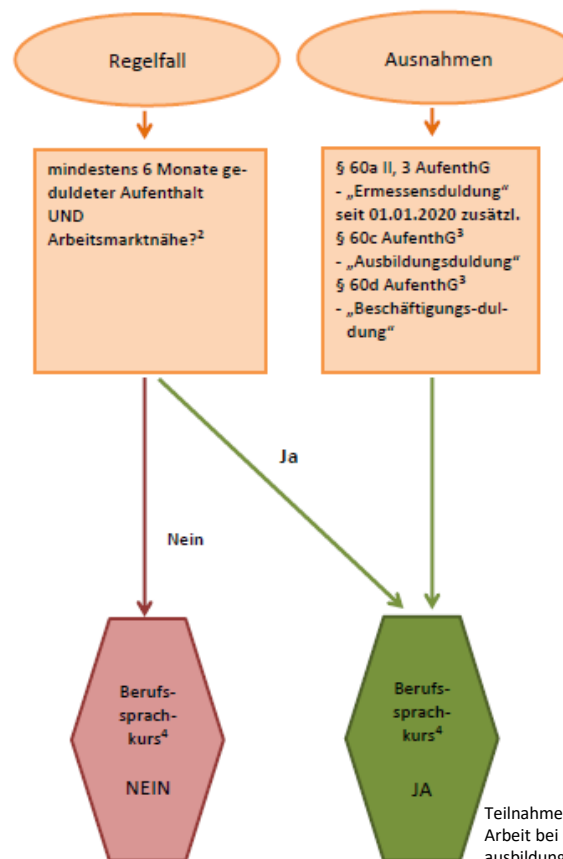 Regelfall
Ausnahmen
mindestens 6 Monate ge-
duldeter Aufenthalt
UND
Arbeitsmarktnähe?²
§ 60a II, 3 AufenthG
- „Ermessensduldung“
seit 01.01.2020 zusätzl.
§ 60c AufenthG³
- „Ausbildungsduldung“
§ 60d AufenthG³
- „Beschäftigungs-dul-
dung“
Ja
Nein
Berufs-
sprach-
kurs⁴
NEIN
Berufs-
sprach-
kurs⁴
JA
Teilnahme
Arbeit bei
ausbildung